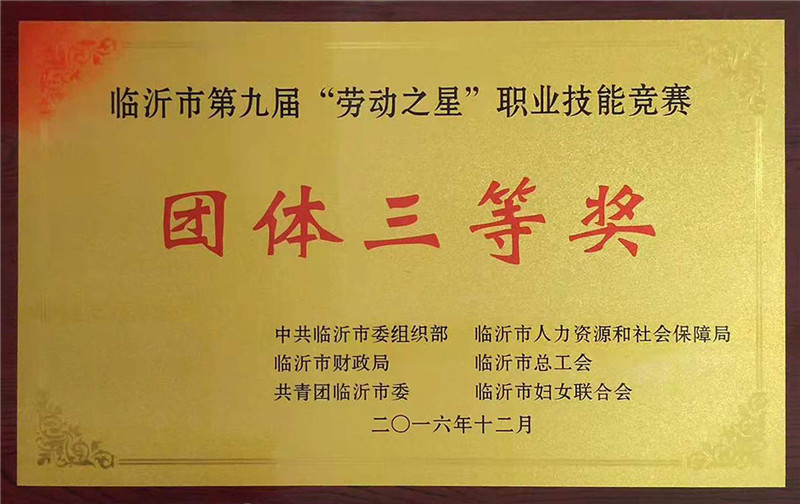 临沂市第九届“劳动之星”职业技能竞赛
团体三等奖
中共临沂市委组织部 临沂市人力资源和社会保障局
临沂市财政局 临沂市总工会
共青团临沂市委 临沂市妇女联合会
二〇一六年十二月